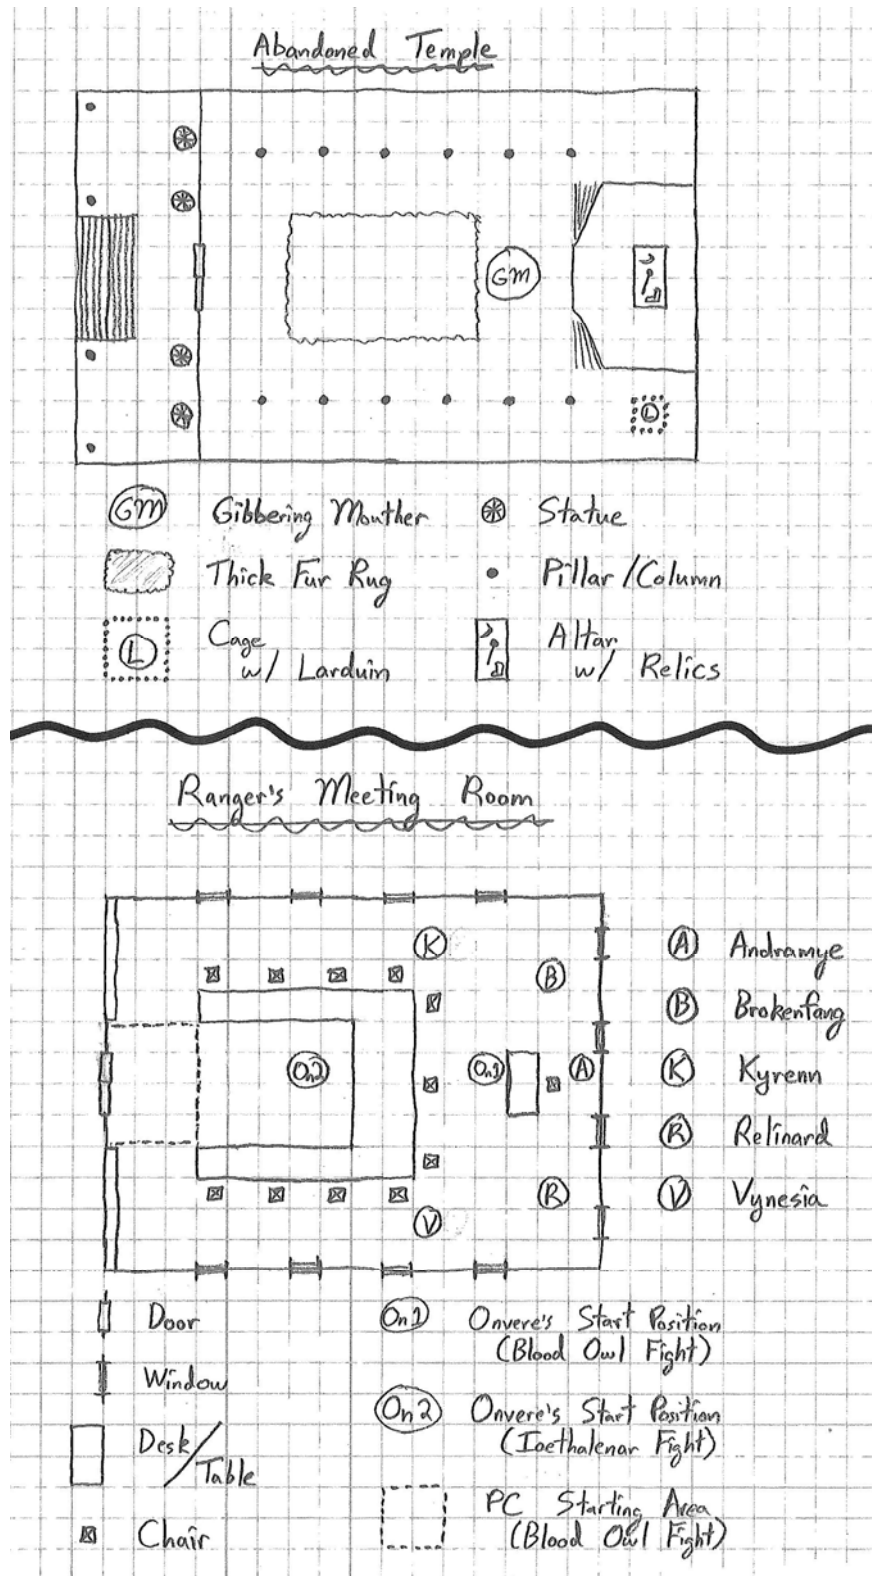 Abandoned Temple
GM
L
GM Gibbering Mouther
Statue
Thick Fur Rug
Pillar/Column
L Cage
w/ Larduin
Altar
w/ Relics
Ranger's Meeting Room
K
B
On2
On1
A
R
V
A Andramye
B Brokenfang
K Kyrenn
R Relinard
V Vynesia
Door
Window
Desk/
Table
Chair
On1 Onvere's Start Position
(Blood Owl Fight)
On2 Onvere's Start Position
(Ioethalenar Fight)
PC Starting Area
(Blood Owl Fight)